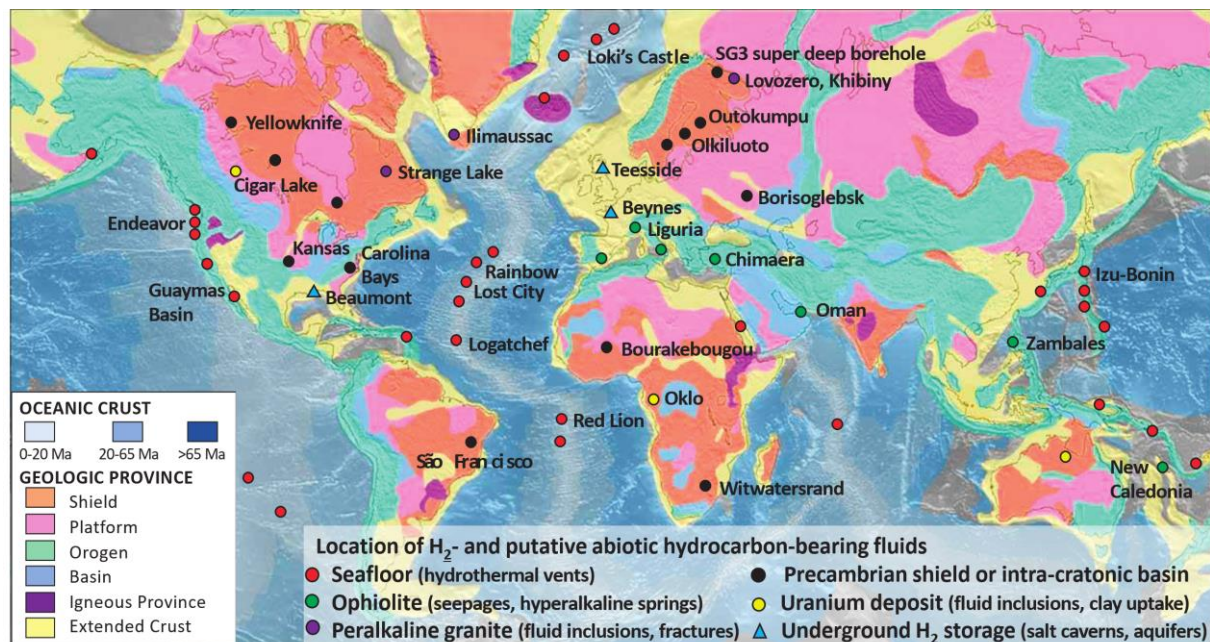 Loki's Castle
SG3 super deep borehole
Lovozero, Khibiny
Yellowknife
Ilimaussac
Outokumpu
Olkiluoto
Cigar Lake
Strange Lake
Teesside
Borisoglebsk
Endeavor
Beynes
Liguria
Kansas
Carolina
Bays
Rainbow
Chimaera
Izu-Bonin
Guaymas
Basin
Beaumont
Lost City
Oman
Logatchef
Bourakebougou
Zambales
Oklo
Red Lion
São Francisco
Witwatersrand
New
Caledonia
OCEANIC CRUST
0-20 Ma 20-65 Ma >65 Ma
GEOLOGIC PROVINCE
Shield
Platform
Orogen
Basin
Igneous Province
Extended Crust
Location of H₂- and putative abiotic hydrocarbon-bearing fluids
Seafloor (hydrothermal vents)
Ophiolite (seepages, hyperalkaline springs)
Peralkaline granite (fluid inclusions, fractures)
Precambrian shield or intra-cratonic basin
Uranium deposit (fluid inclusions, clay uptake)
Underground H₂ storage (salt caverns, aquifers)